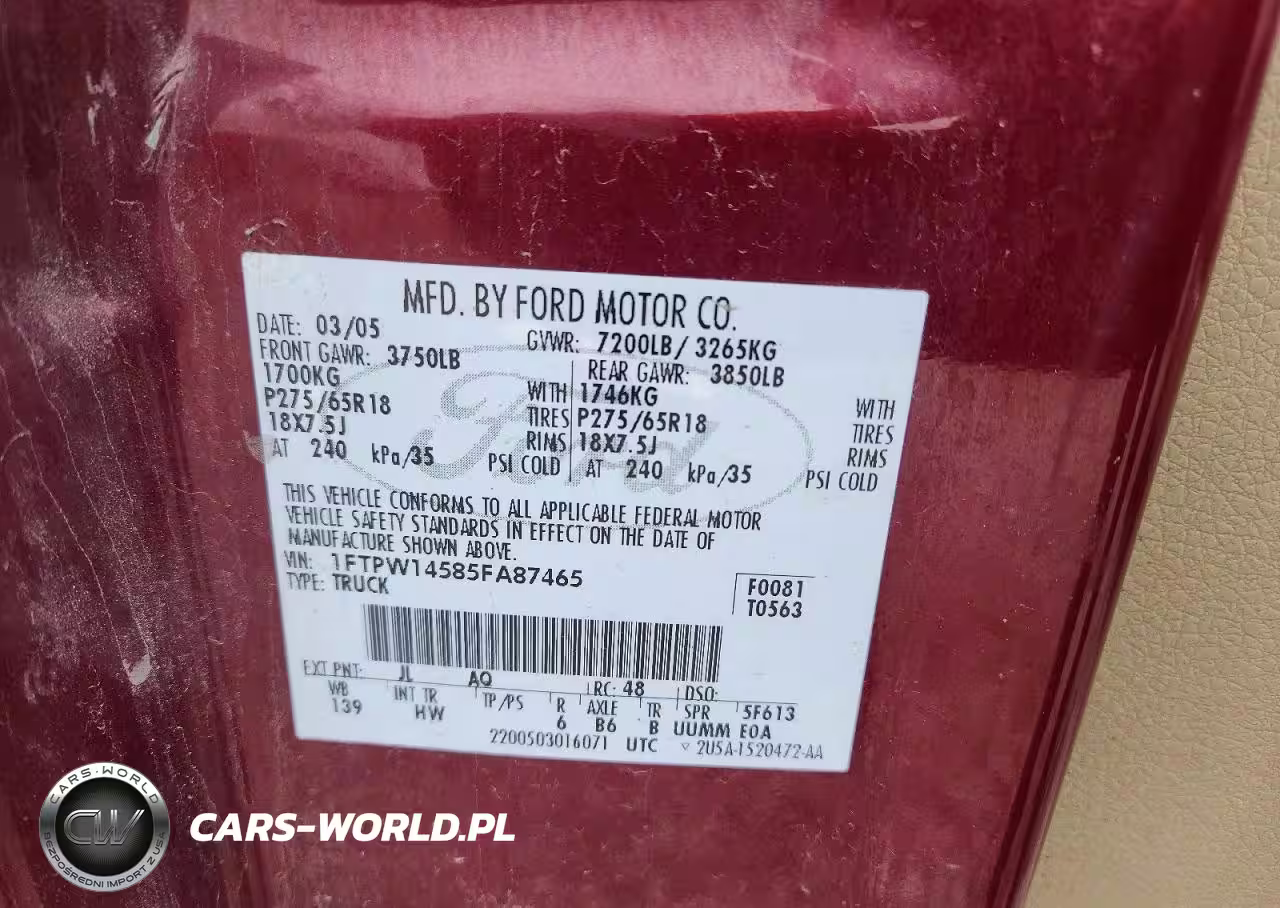 MFD. BY FORD MOTOR CO.
DATE: 03/05 GVWR: 7200LB/ 3265KG
FRONT GAWR: 3750LB REAR GAWR: 3850LB
1700KG WITH 1746KG WITH
P275/65R18 TIRES P275/65R18 TIRES
18X7.5J RIMS 18X7.5J RIMS
AT 240 kPa/35 PSI COLD AT 240 kPa/35 PSI COLD
Ford
THIS VEHICLE CONFORMS TO ALL APPLICABLE FEDERAL MOTOR
VEHICLE SAFETY STANDARDS IN EFFECT ON THE DATE OF
MANUFACTURE SHOWN ABOVE.
VIN: 1FTPW14585FA87465
TYPE: TRUCK
F0081
T0563
EXT PNT: JL AQ RC: 48 DSO:
WB INT TR TP/PS R AXLE TR SPR 5F613
139 HW 6 B6 B UUMM E0A
2200503016071 UTC ▽ 2U5A-1520472-AA
CARS-WORLD
CW
BEZPOŚREDNI IMPORT Z USA
CARS-WORLD.PL